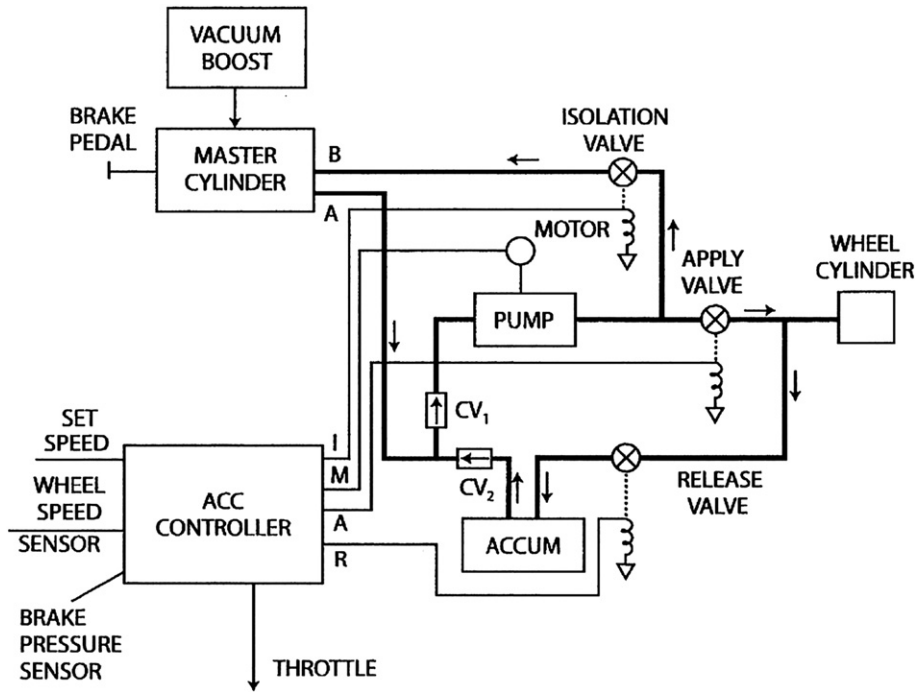 VACUUM
BOOST
BRAKE
PEDAL
MASTER
CYLINDER
B
A
ISOLATION
VALVE
MOTOR
PUMP
APPLY
VALVE
WHEEL
CYLINDER
CV₁
CV₂
SET
SPEED
WHEEL
SPEED
SENSOR
BRAKE
PRESSURE
SENSOR
ACC
CONTROLLER
I
M
A
R
ACCUM
RELEASE
VALVE
THROTTLE